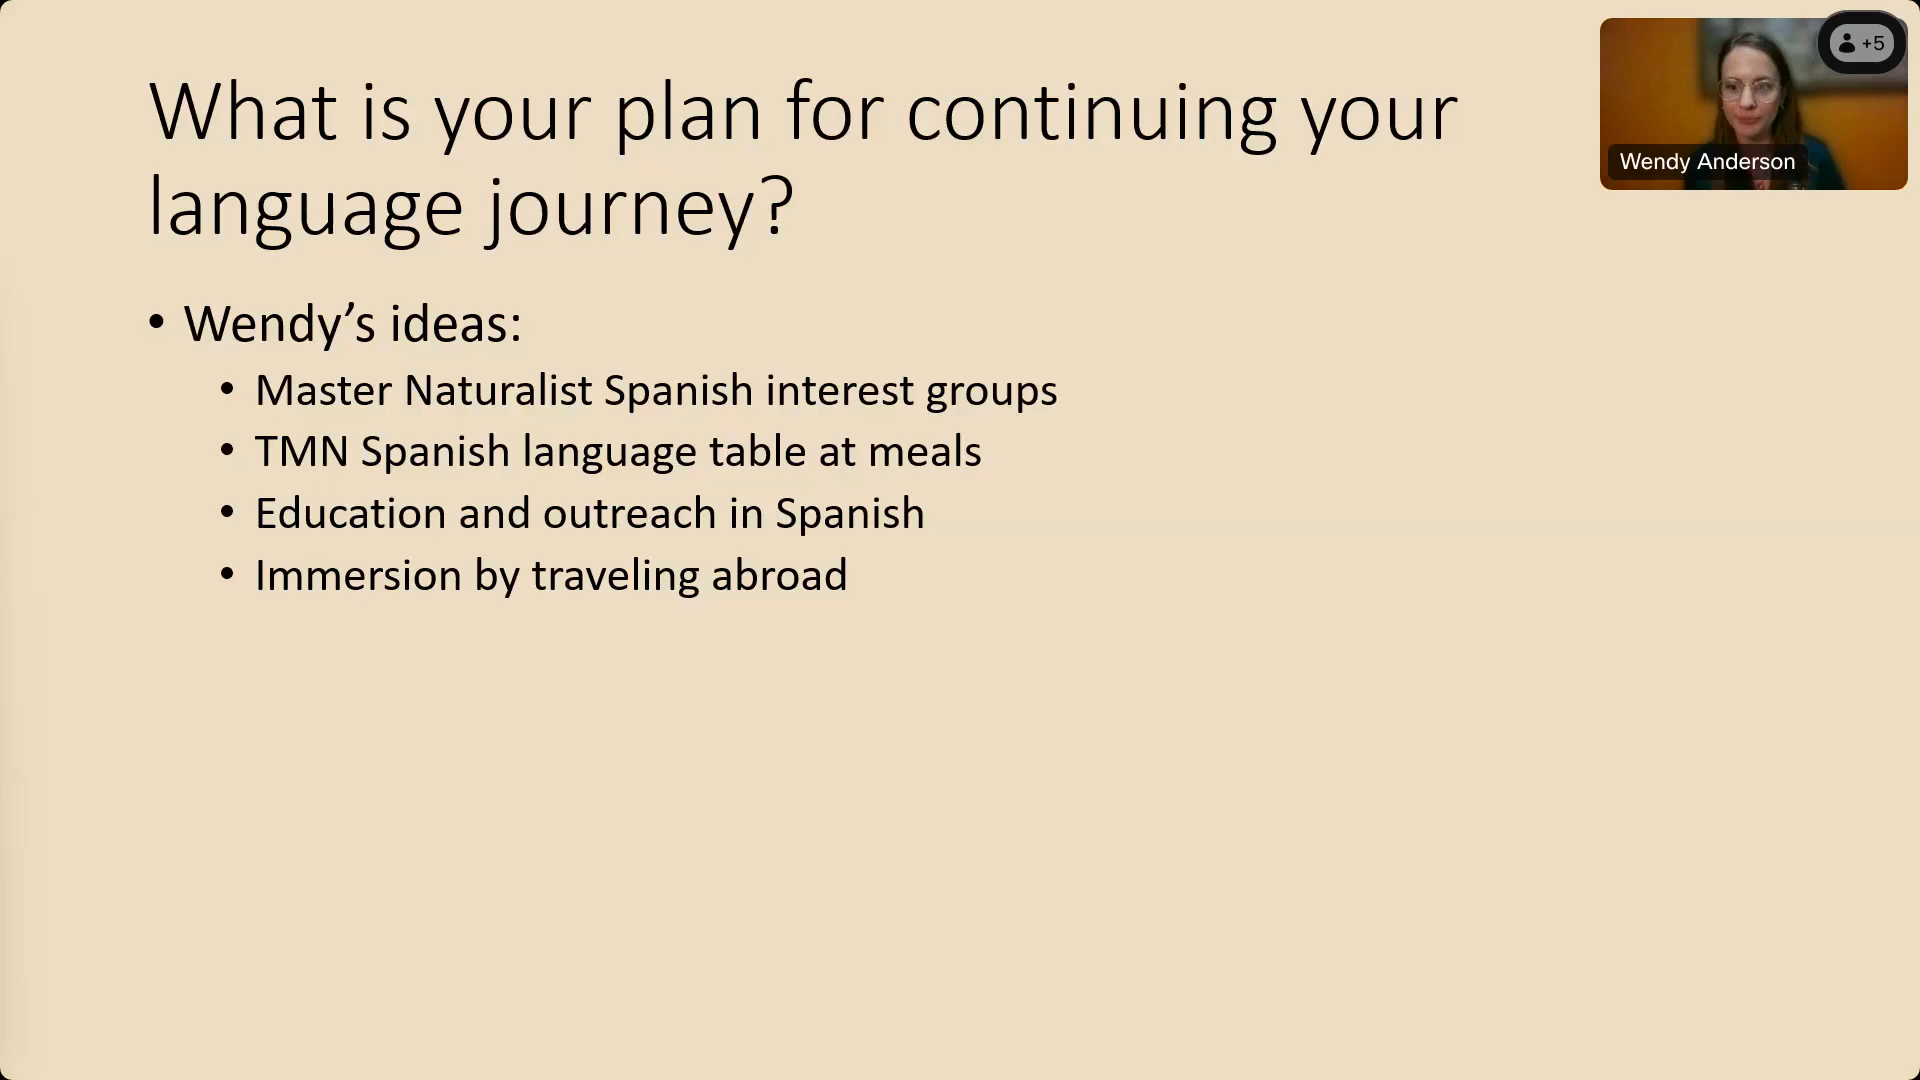 What is your plan for continuing your
language journey?
• Wendy’s ideas:
• Master Naturalist Spanish interest groups
• TMN Spanish language table at meals
• Education and outreach in Spanish
• Immersion by traveling abroad
+5
Wendy Anderson